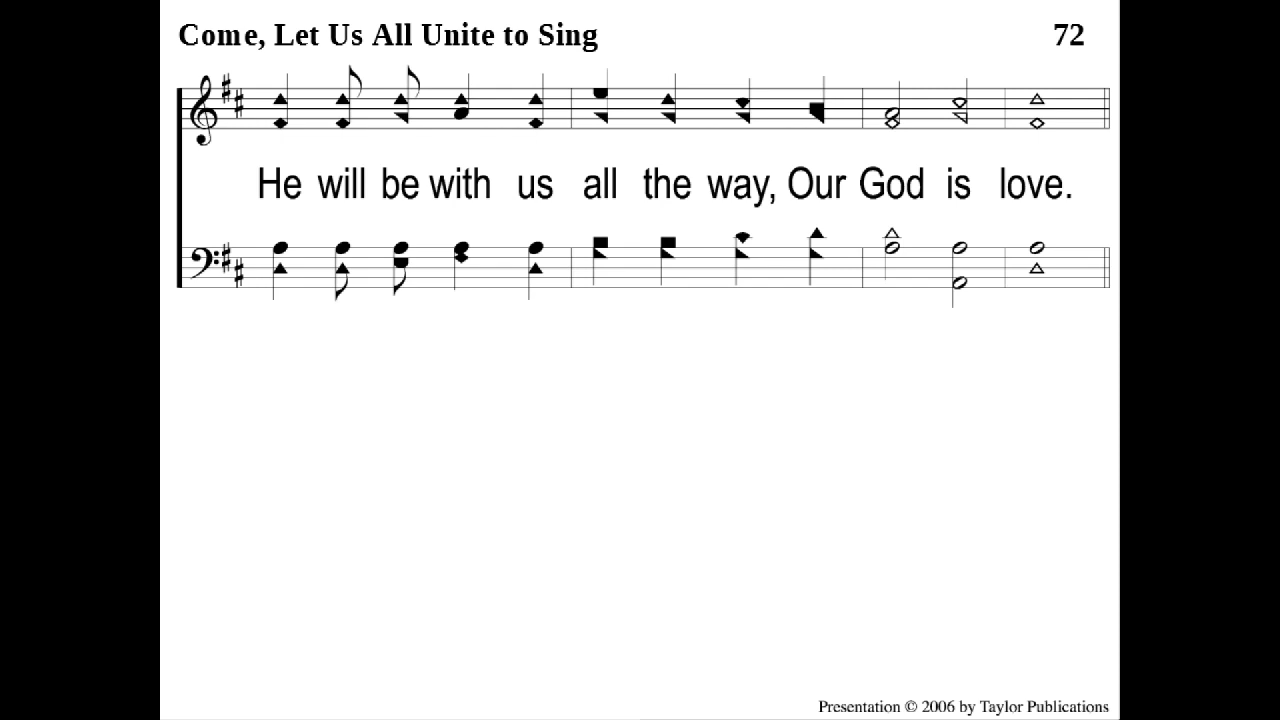 Come, Let Us All Unite to Sing 72
He will be with us all the way, Our God is love.
Presentation © 2006 by Taylor Publications